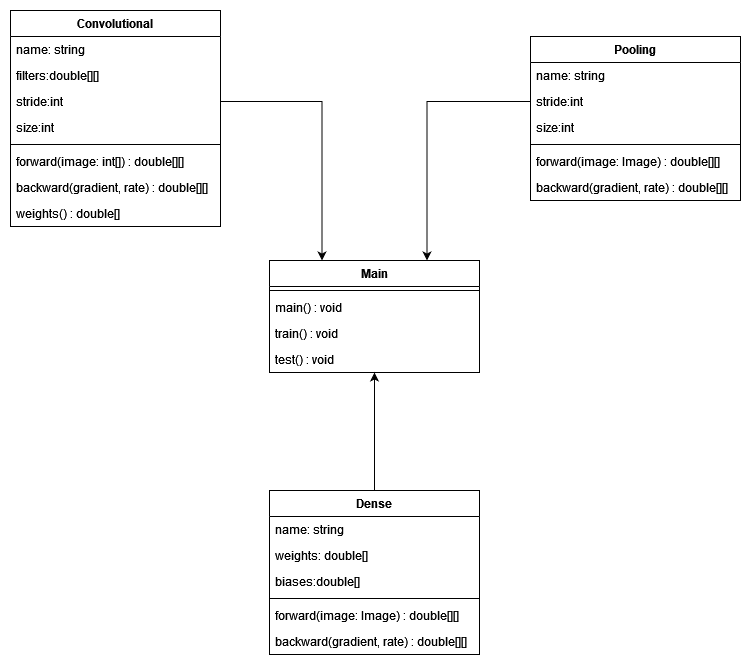 Convolutional
name: string
filters:double[][]
stride:int
size:int
forward(image: int[]) : double[][]
backward(gradient, rate) : double[][]
weights() : double[]
Pooling
name: string
stride:int
size:int
forward(image: Image) : double[][]
backward(gradient, rate) : double[][]
Main
main() : void
train() : void
test() : void
Dense
name: string
weights: double[]
biases:double[]
forward(image: Image) : double[][]
backward(gradient, rate) : double[][]